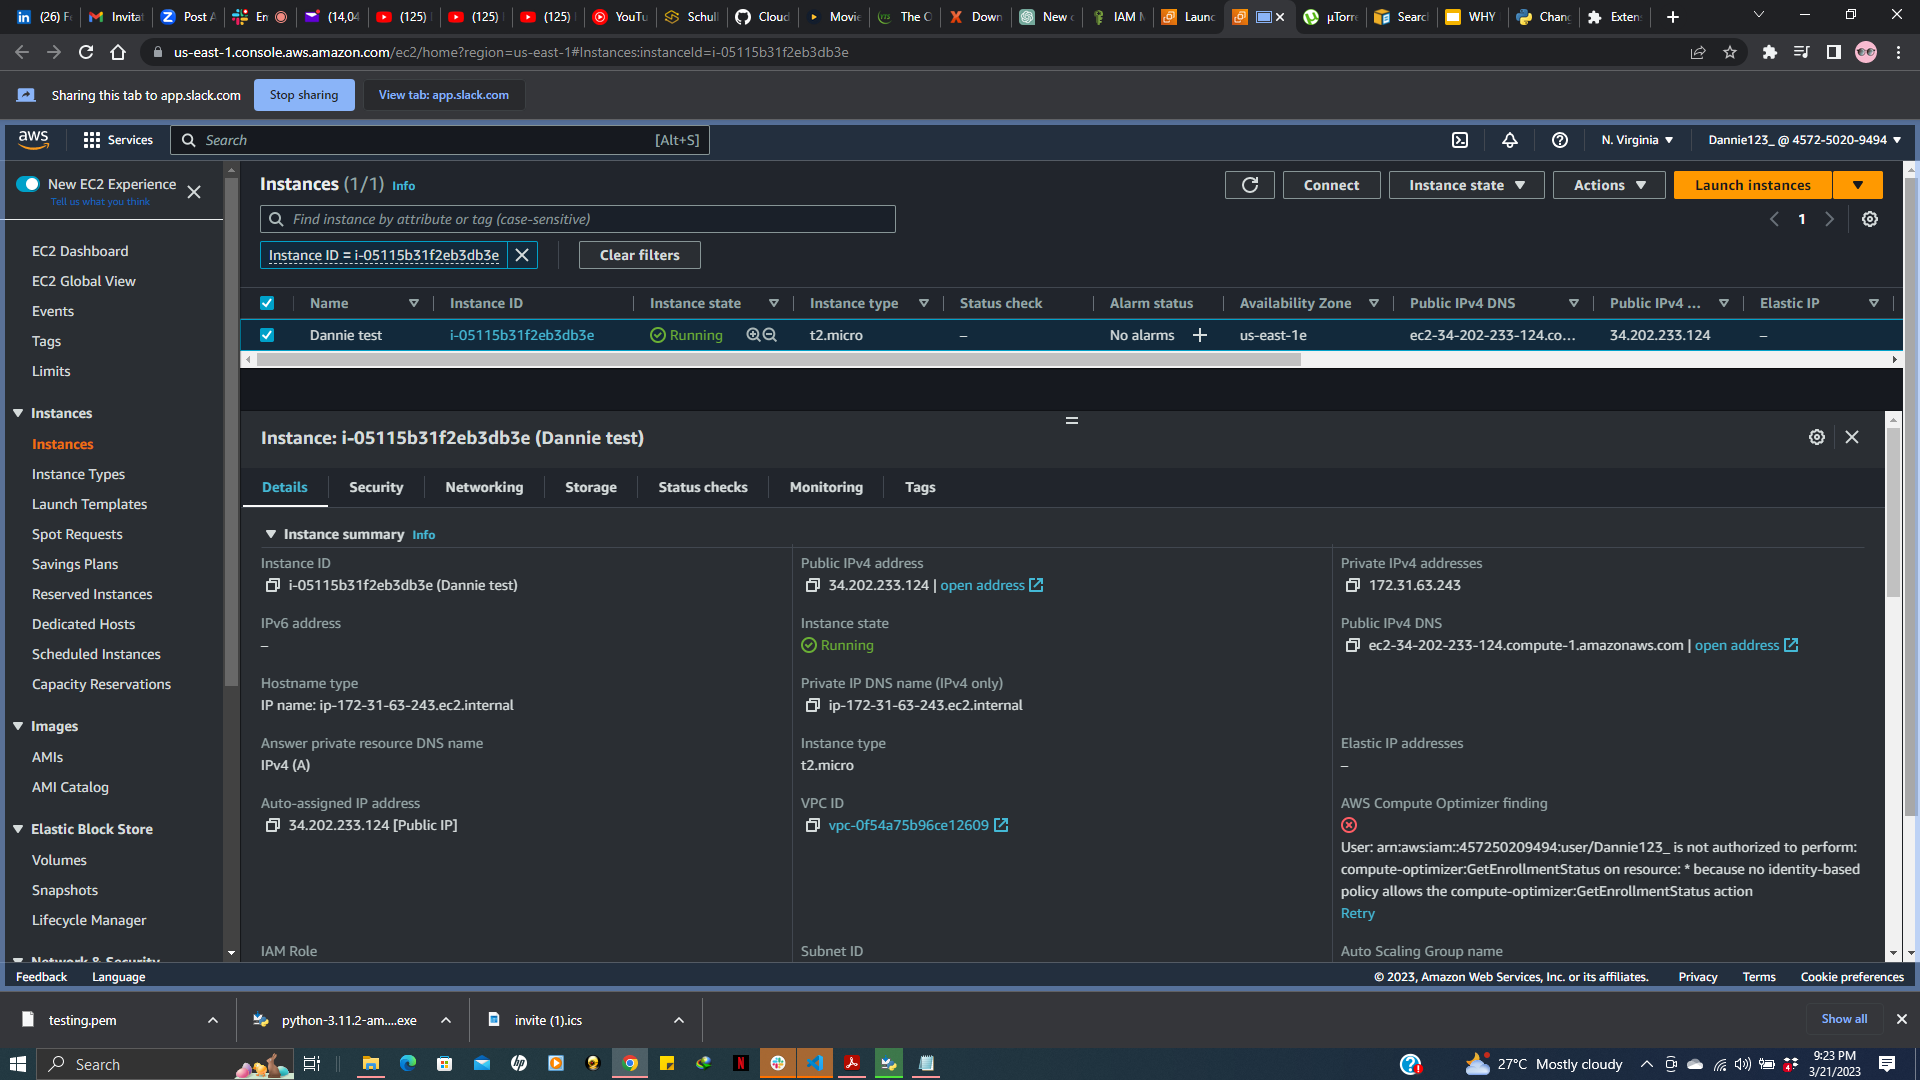 (26) F
Invitat
Post A
En
(14,04
(125)
(125)
(125)
YouTu
Schull
Cloud
Movie
The O
Down
New c
IAM M
Launc
µTorre
Searc
WHY
Chang
Exten
us-east-1.console.aws.amazon.com/ec2/home?region=us-east-1#Instances:instanceId=i-05115b31f2eb3db3e
Sharing this tab to app.slack.com
Stop sharing
View tab: app.slack.com
aws
Services
Search
[Alt+S]
N. Virginia
Dannie123_ @ 4572-5020-9494
New EC2 Experience
Tell us what you think
EC2 Dashboard
EC2 Global View
Events
Tags
Limits
Instances
Instances
Instance Types
Launch Templates
Spot Requests
Savings Plans
Reserved Instances
Dedicated Hosts
Scheduled Instances
Capacity Reservations
Images
AMIs
AMI Catalog
Elastic Block Store
Volumes
Snapshots
Lifecycle Manager
Network & Security
Instances (1/1) Info
Connect
Instance state
Actions
Launch instances
Find instance by attribute or tag (case-sensitive)
1
Instance ID = i-05115b31f2eb3db3e
Clear filters
Name
Instance ID
Instance state
Instance type
Status check
Alarm status
Availability Zone
Public IPv4 DNS
Public IPv4 ...
Elastic IP
Dannie test
i-05115b31f2eb3db3e
Running
t2.micro
–
No alarms
us-east-1e
ec2-34-202-233-124.co...
34.202.233.124
–
Instance: i-05115b31f2eb3db3e (Dannie test)
Details
Security
Networking
Storage
Status checks
Monitoring
Tags
Instance summary Info
Instance ID
i-05115b31f2eb3db3e (Dannie test)
Public IPv4 address
34.202.233.124 | open address
Private IPv4 addresses
172.31.63.243
IPv6 address
–
Instance state
Running
Public IPv4 DNS
ec2-34-202-233-124.compute-1.amazonaws.com | open address
Hostname type
IP name: ip-172-31-63-243.ec2.internal
Private IP DNS name (IPv4 only)
ip-172-31-63-243.ec2.internal
Answer private resource DNS name
IPv4 (A)
Instance type
t2.micro
Elastic IP addresses
–
Auto-assigned IP address
34.202.233.124 [Public IP]
VPC ID
vpc-0f54a75b96ce12609
AWS Compute Optimizer finding
User: arn:aws:iam::457250209494:user/Dannie123_ is not authorized to perform:
compute-optimizer:GetEnrollmentStatus on resource: * because no identity-based
policy allows the compute-optimizer:GetEnrollmentStatus action
Retry
IAM Role
Subnet ID
Auto Scaling Group name
Feedback
Language
© 2023, Amazon Web Services, Inc. or its affiliates.
Privacy
Terms
Cookie preferences
testing.pem
python-3.11.2-am....exe
invite (1).ics
Show all
Search
27°C Mostly cloudy
9:23 PM
3/21/2023